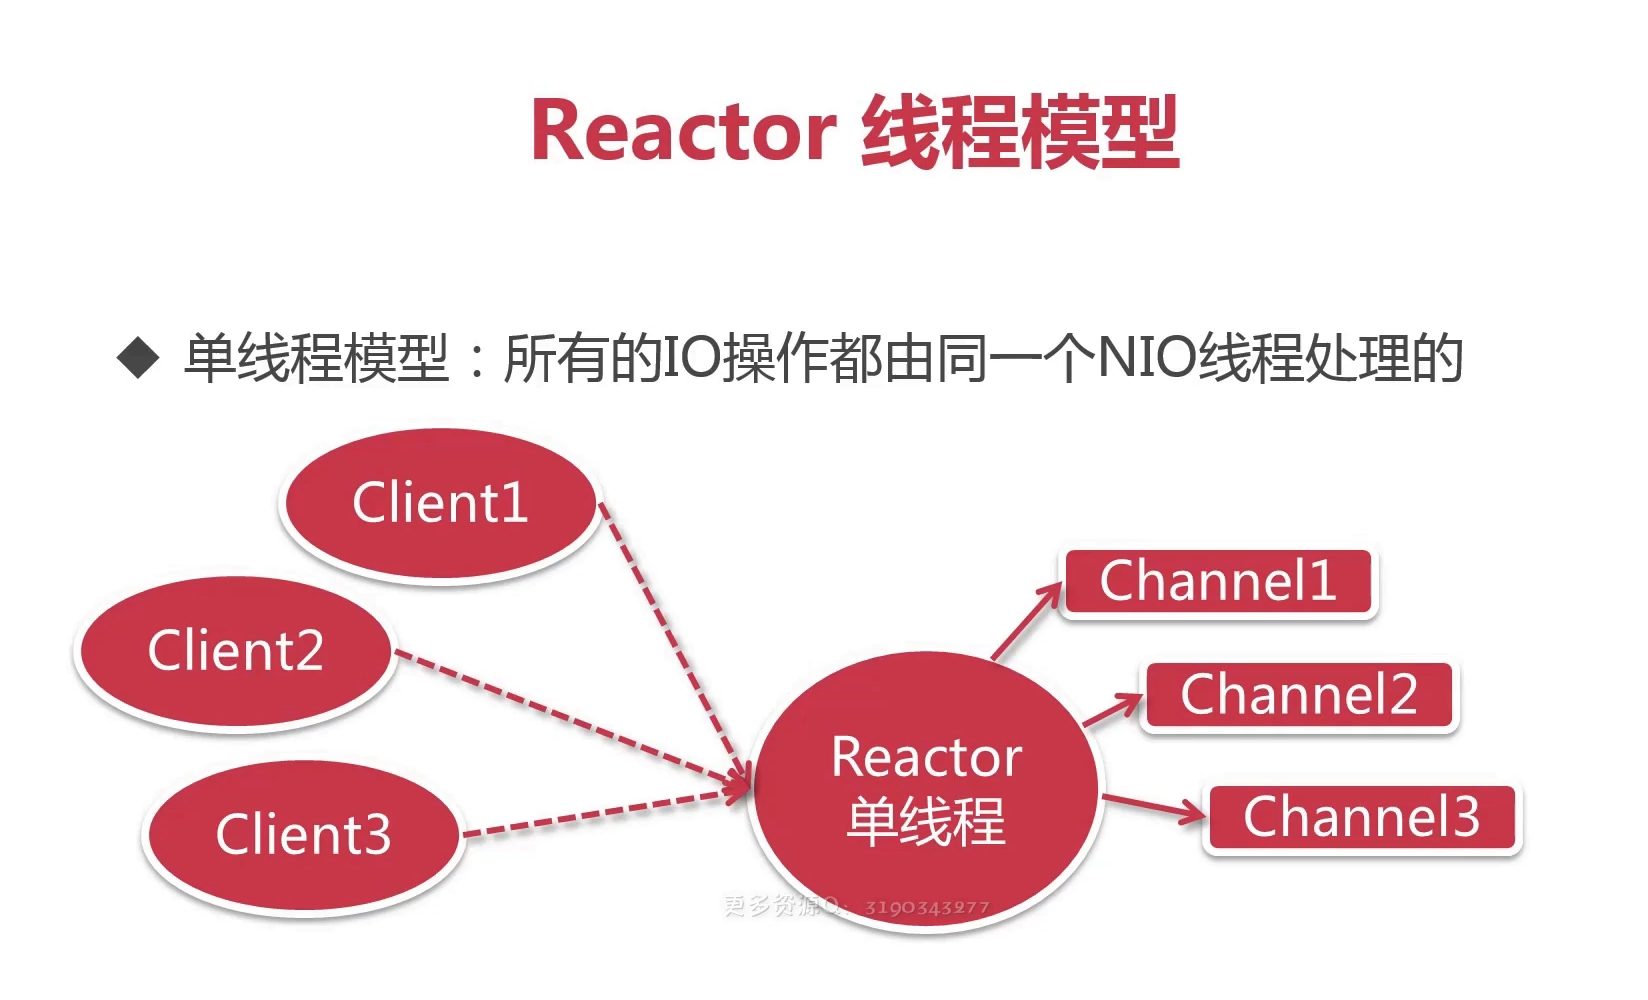 Reactor 线程模型
◆ 单线程模型：所有的IO操作都由同一个NIO线程处理的
Client1
Client2
Client3
Reactor
单线程
Channel1
Channel2
Channel3
更多资源Q：3190343277